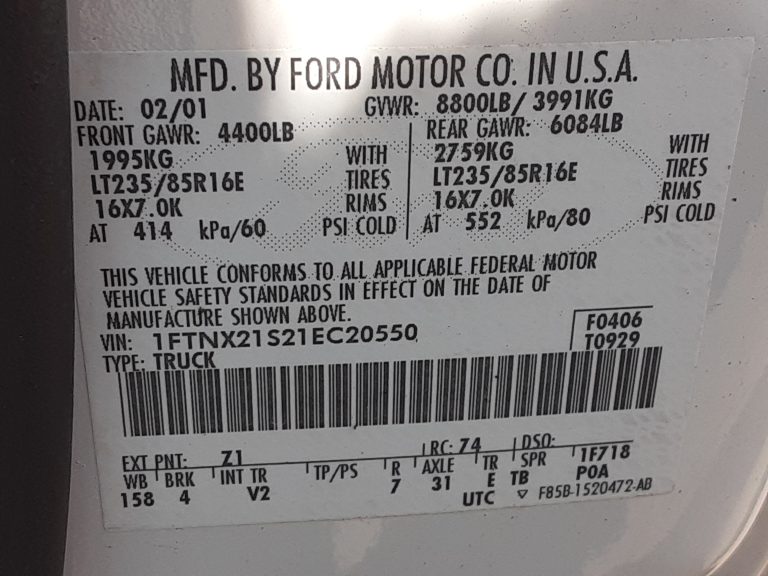 MFD. BY FORD MOTOR CO. IN U.S.A.
DATE: 02/01 GVWR: 8800LB/ 3991KG
FRONT GAWR: 4400LB REAR GAWR: 6084LB
1995KG WITH 2759KG WITH
LT235/85R16E TIRES LT235/85R16E TIRES
16X7.0K RIMS 16X7.0K RIMS
AT 414 kPa/60 PSI COLD AT 552 kPa/80 PSI COLD
THIS VEHICLE CONFORMS TO ALL APPLICABLE FEDERAL MOTOR
VEHICLE SAFETY STANDARDS IN EFFECT ON THE DATE OF
MANUFACTURE SHOWN ABOVE.
VIN: 1FTNX21S21EC20550 F0406
TYPE: TRUCK T0929
EXT PNT: Z1 RC: 74 DSO:
WB BRK INT TR TP/PS R AXLE TR SPR 1F718
158 4 V2 7 31 E TB P0A
UTC ▽ F85B-1520472-AB